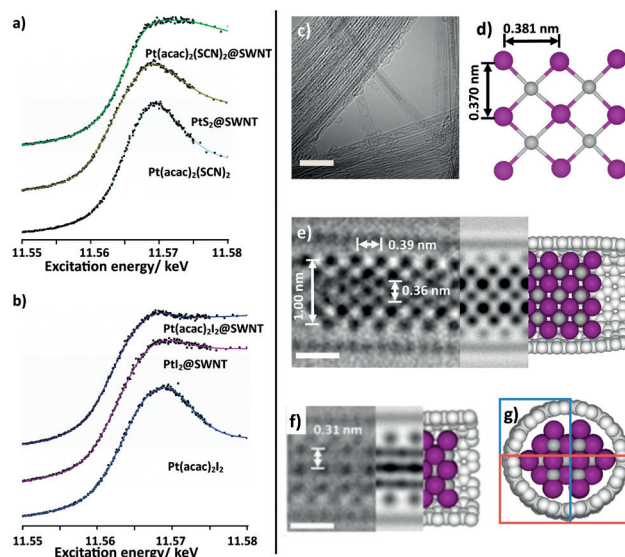 a)
Pt(acac)₂(SCN)₂@SWNT
PtS₂@SWNT
Pt(acac)₂(SCN)₂
11.55 11.56 11.57 11.58
Excitation energy/ keV
b)
Pt(acac)₂I₂@SWNT
PtI₂@SWNT
Pt(acac)₂I₂
11.55 11.56 11.57 11.58
Excitation energy/ keV
c)
d)
0.381 nm
0.370 nm
e)
0.39 nm
1.00 nm
0.36 nm
f)
0.31 nm
g)